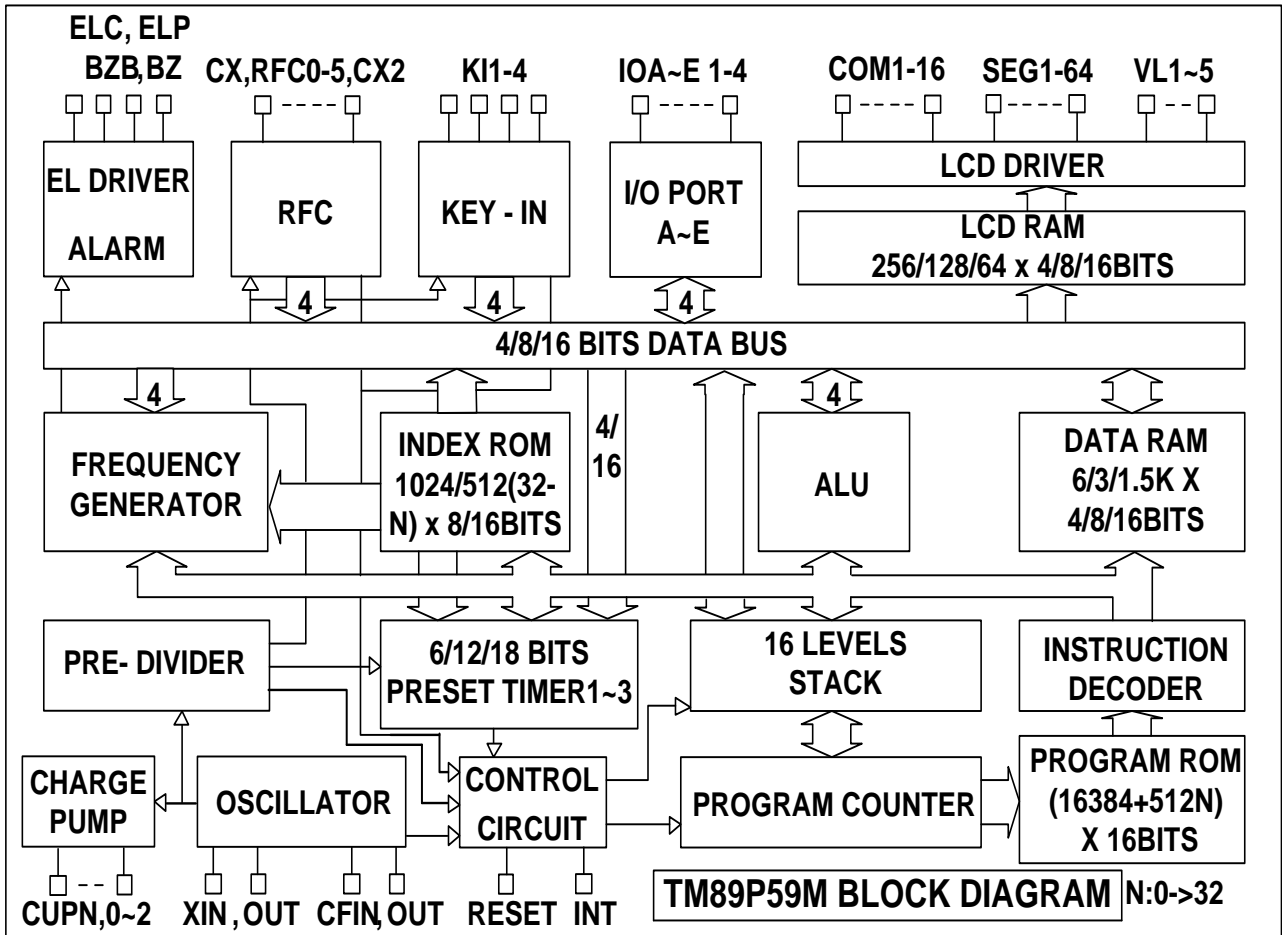 ELC, ELP
BZB, BZ
CX,RFC0-5,CX2
KI1-4
IOA~E 1-4
COM1-16
SEG1-64
VL1~5
EL DRIVER
ALARM
RFC
KEY - IN
I/O PORT
A~E
LCD DRIVER
LCD RAM
256/128/64 x 4/8/16BITS
4
4
4
4/8/16 BITS DATA BUS
4
4
FREQUENCY
GENERATOR
INDEX ROM
1024/512(32-
N) x 8/16BITS
4/
16
ALU
DATA RAM
6/3/1.5K X
4/8/16BITS
PRE- DIVIDER
6/12/18 BITS
PRESET TIMER1~3
16 LEVELS
STACK
INSTRUCTION
DECODER
CHARGE
PUMP
OSCILLATOR
CONTROL
CIRCUIT
PROGRAM COUNTER
PROGRAM ROM
(16384+512N)
X 16BITS
CUPN,0~2
XIN , OUT
CFIN, OUT
RESET
INT
TM89P59M BLOCK DIAGRAM
N:0->32